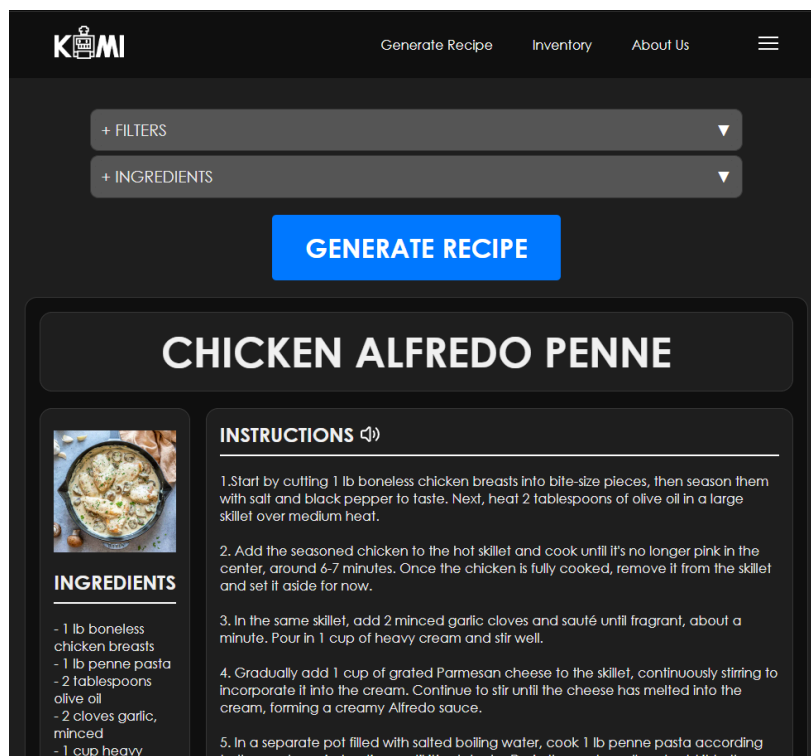 KOMI
Generate Recipe
Inventory
About Us
+ FILTERS ▼
+ INGREDIENTS ▼
GENERATE RECIPE
CHICKEN ALFREDO PENNE
INGREDIENTS
- 1 lb boneless
chicken breasts
- 1 lb penne pasta
- 2 tablespoons
olive oil
- 2 cloves garlic,
minced
- 1 cup heavy
INSTRUCTIONS
1.Start by cutting 1 lb boneless chicken breasts into bite-size pieces, then season them
with salt and black pepper to taste. Next, heat 2 tablespoons of olive oil in a large
skillet over medium heat.
2. Add the seasoned chicken to the hot skillet and cook until it's no longer pink in the
center, around 6-7 minutes. Once the chicken is fully cooked, remove it from the skillet
and set it aside for now.
3. In the same skillet, add 2 minced garlic cloves and sauté until fragrant, about a
minute. Pour in 1 cup of heavy cream and stir well.
4. Gradually add 1 cup of grated Parmesan cheese to the skillet, continuously stirring to
incorporate it into the cream. Continue to stir until the cheese has melted into the
cream, forming a creamy Alfredo sauce.
5. In a separate pot filled with salted boiling water, cook 1 lb penne pasta according